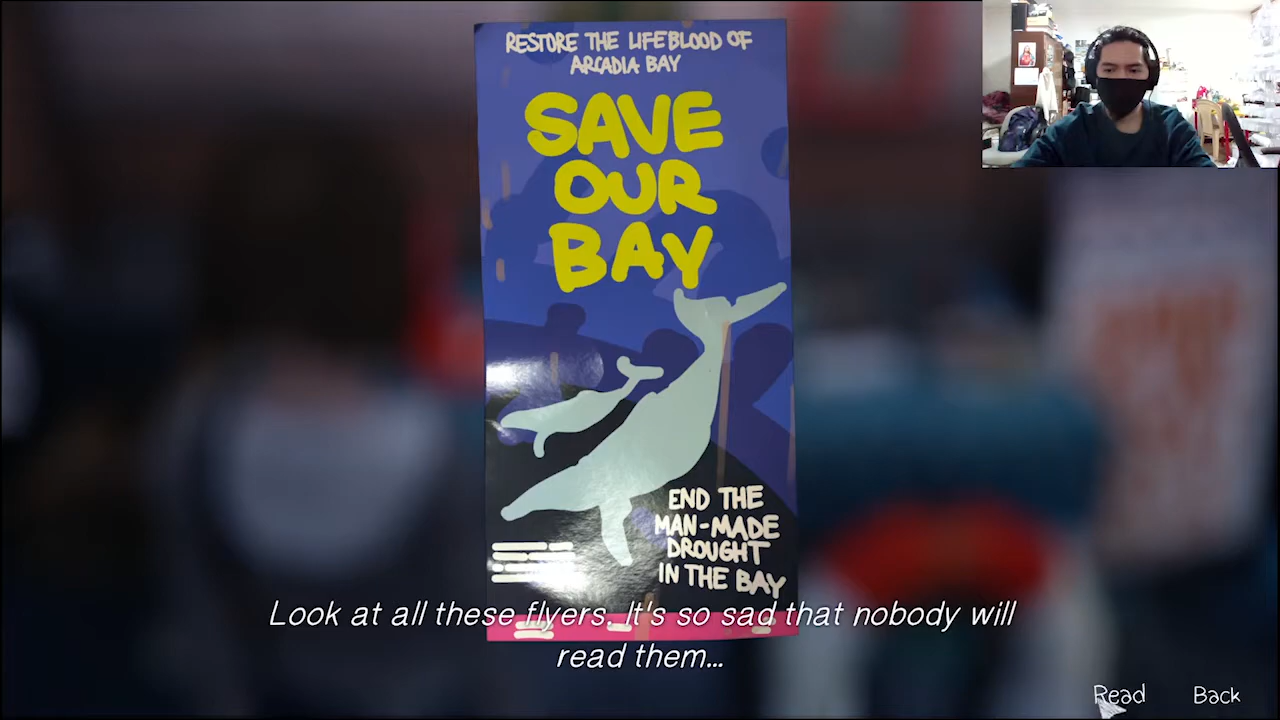 RESTORE THE LIFEBLOOD OF
ARCADIA BAY
SAVE
OUR
BAY
END THE
MAN-MADE
DROUGHT
IN THE BAY
Look at all these flyers. It's so sad that nobody will
read them...
Read Back